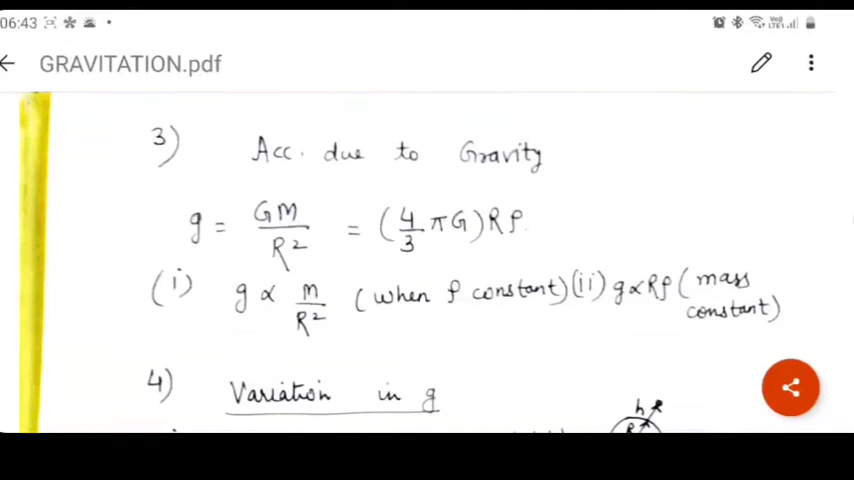 06:43
GRAVITATION.pdf
3) Acc. due to Gravity
g = GM/R² = (4/3 πG)Rρ.
(i) g ∝ m/R² (when ρ constant) (ii) g∝Rρ (mass constant)
4) Variation in g
h R
R